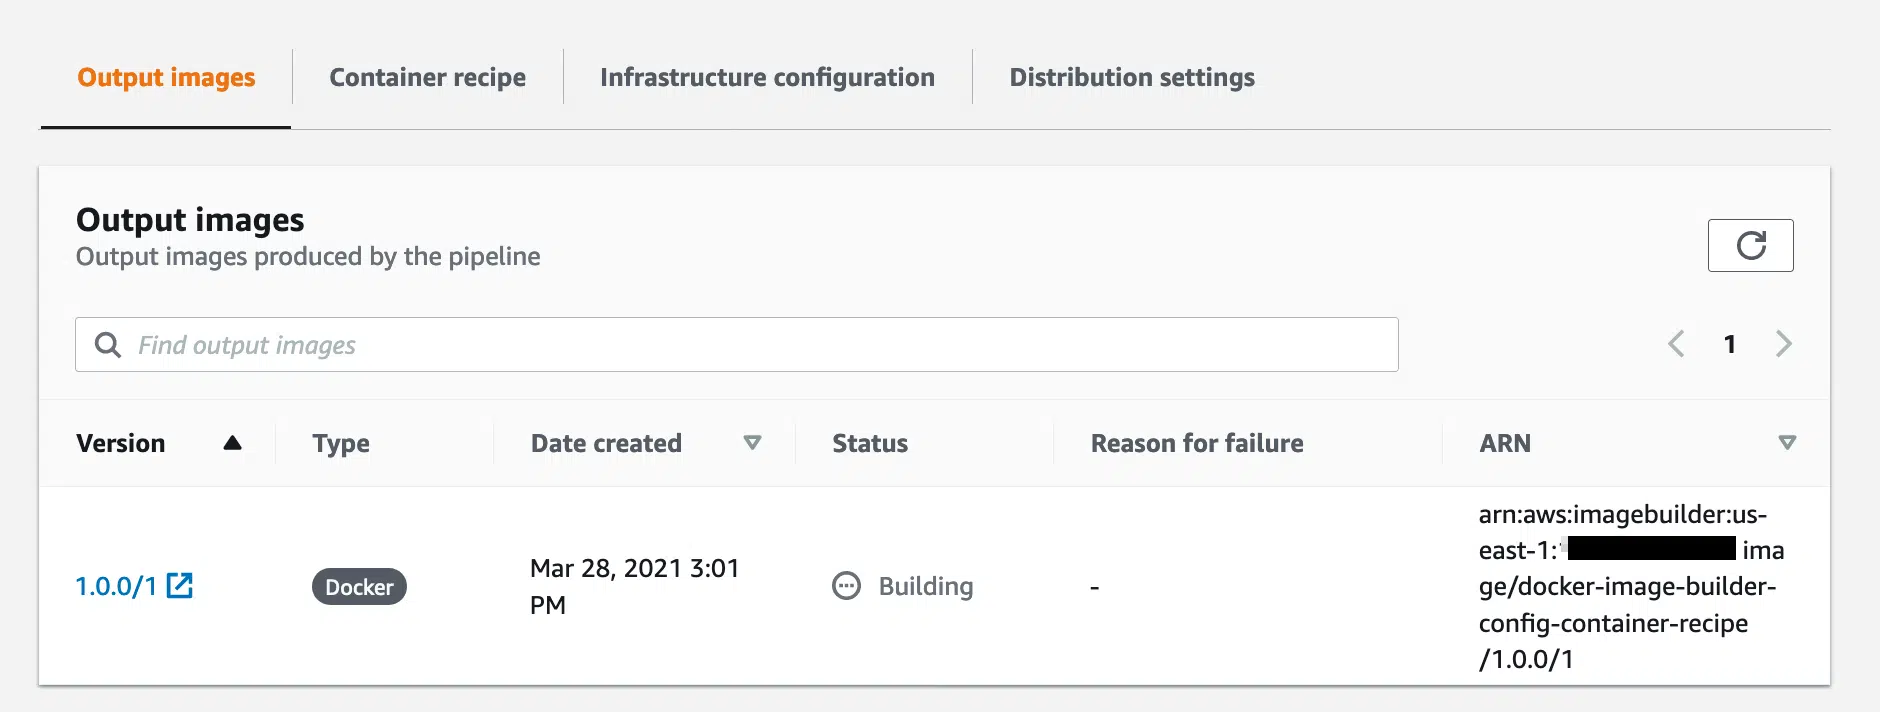 Output images
Container recipe
Infrastructure configuration
Distribution settings
Output images
Output images produced by the pipeline
Find output images
1
Version
Type
Date created
Status
Reason for failure
ARN
1.0.0/1
Docker
Mar 28, 2021 3:01
PM
Building
-
arn:aws:imagebuilder:us-
east-1: ima
ge/docker-image-builder-
config-container-recipe
/1.0.0/1